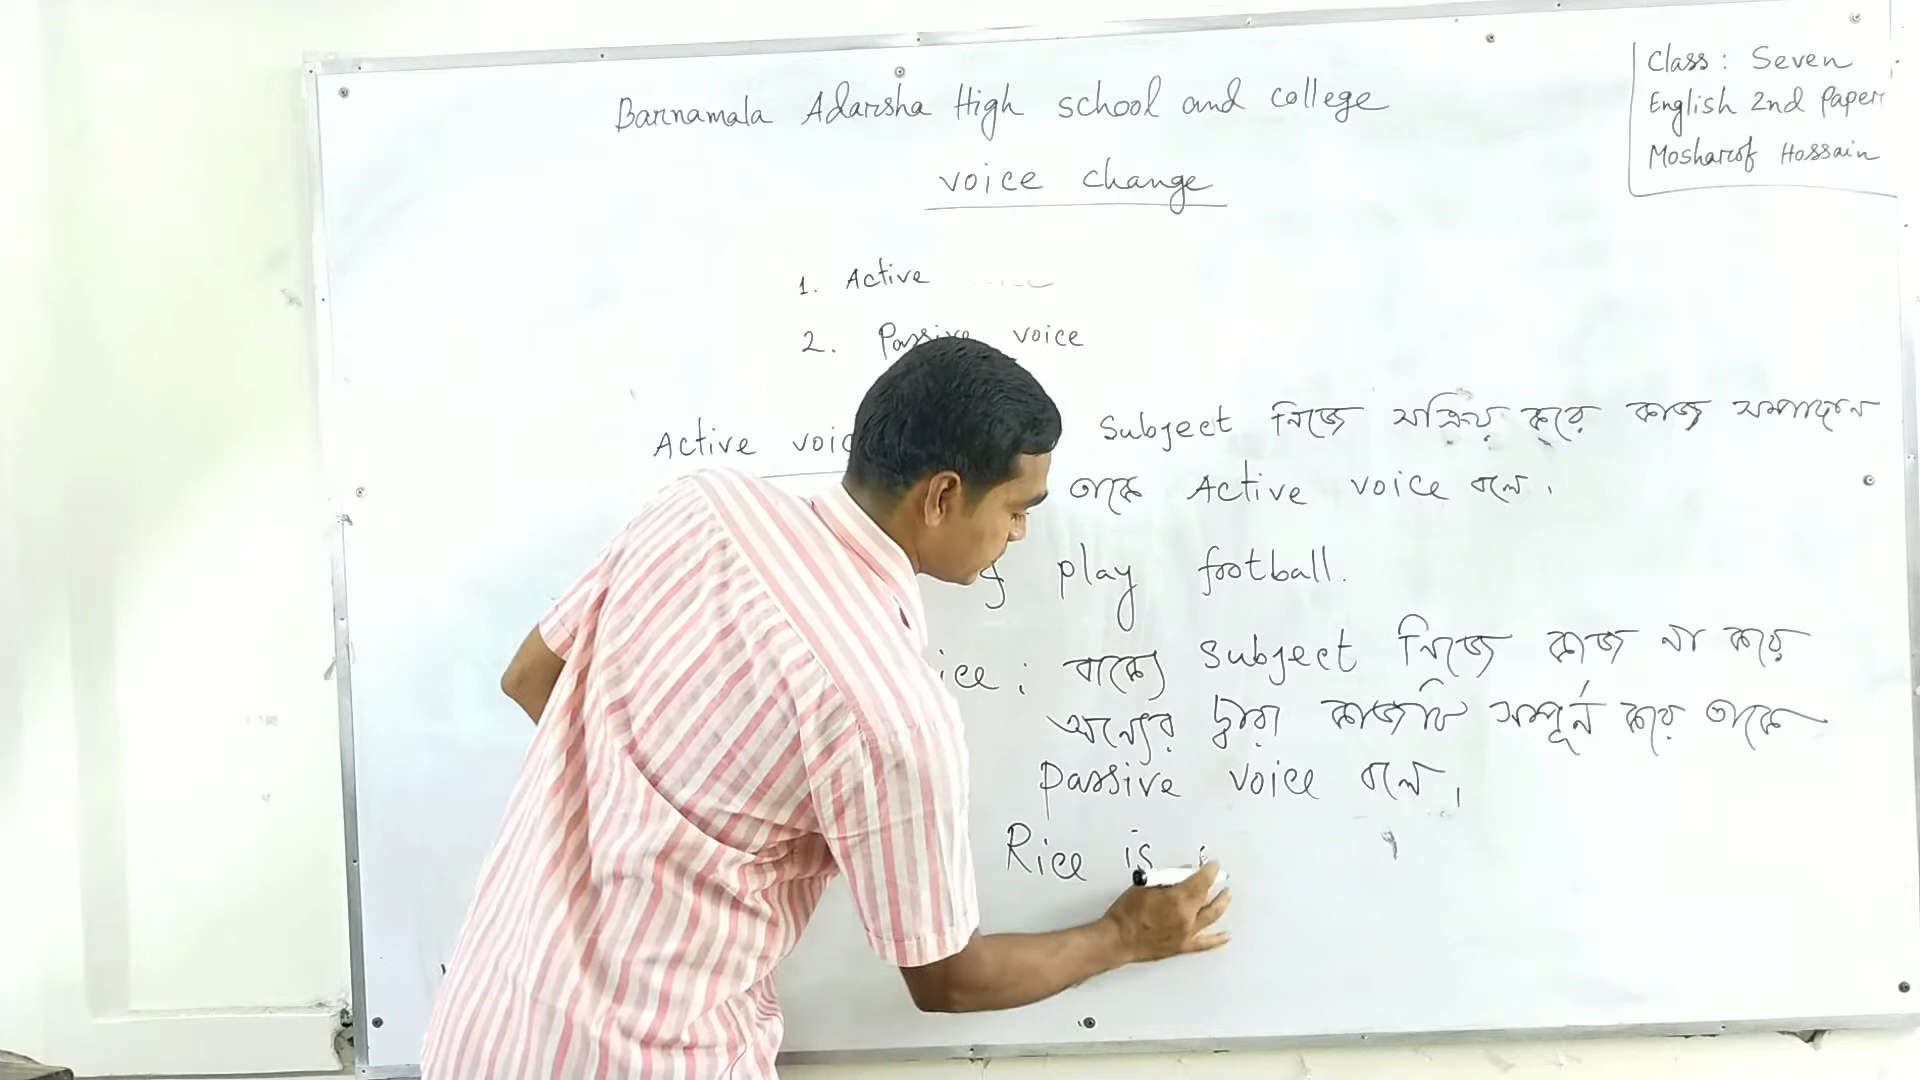 Barnamala Adarsha High school and college
Class : Seven
English 2nd Paper
Mosharof Hossain
voice change
1. Active
2. Passive voice
Active voic
Subject নিজে সক্রিয় করে কাজ সম্পাদন
তাকে Active voice বলে।
play football.
ice : বাক্যে Subject নিজে কাজ না করে
অন্যের দ্বারা কাজটি সম্পূর্ন করে তাকে
Passive voice বলে।
Rice is